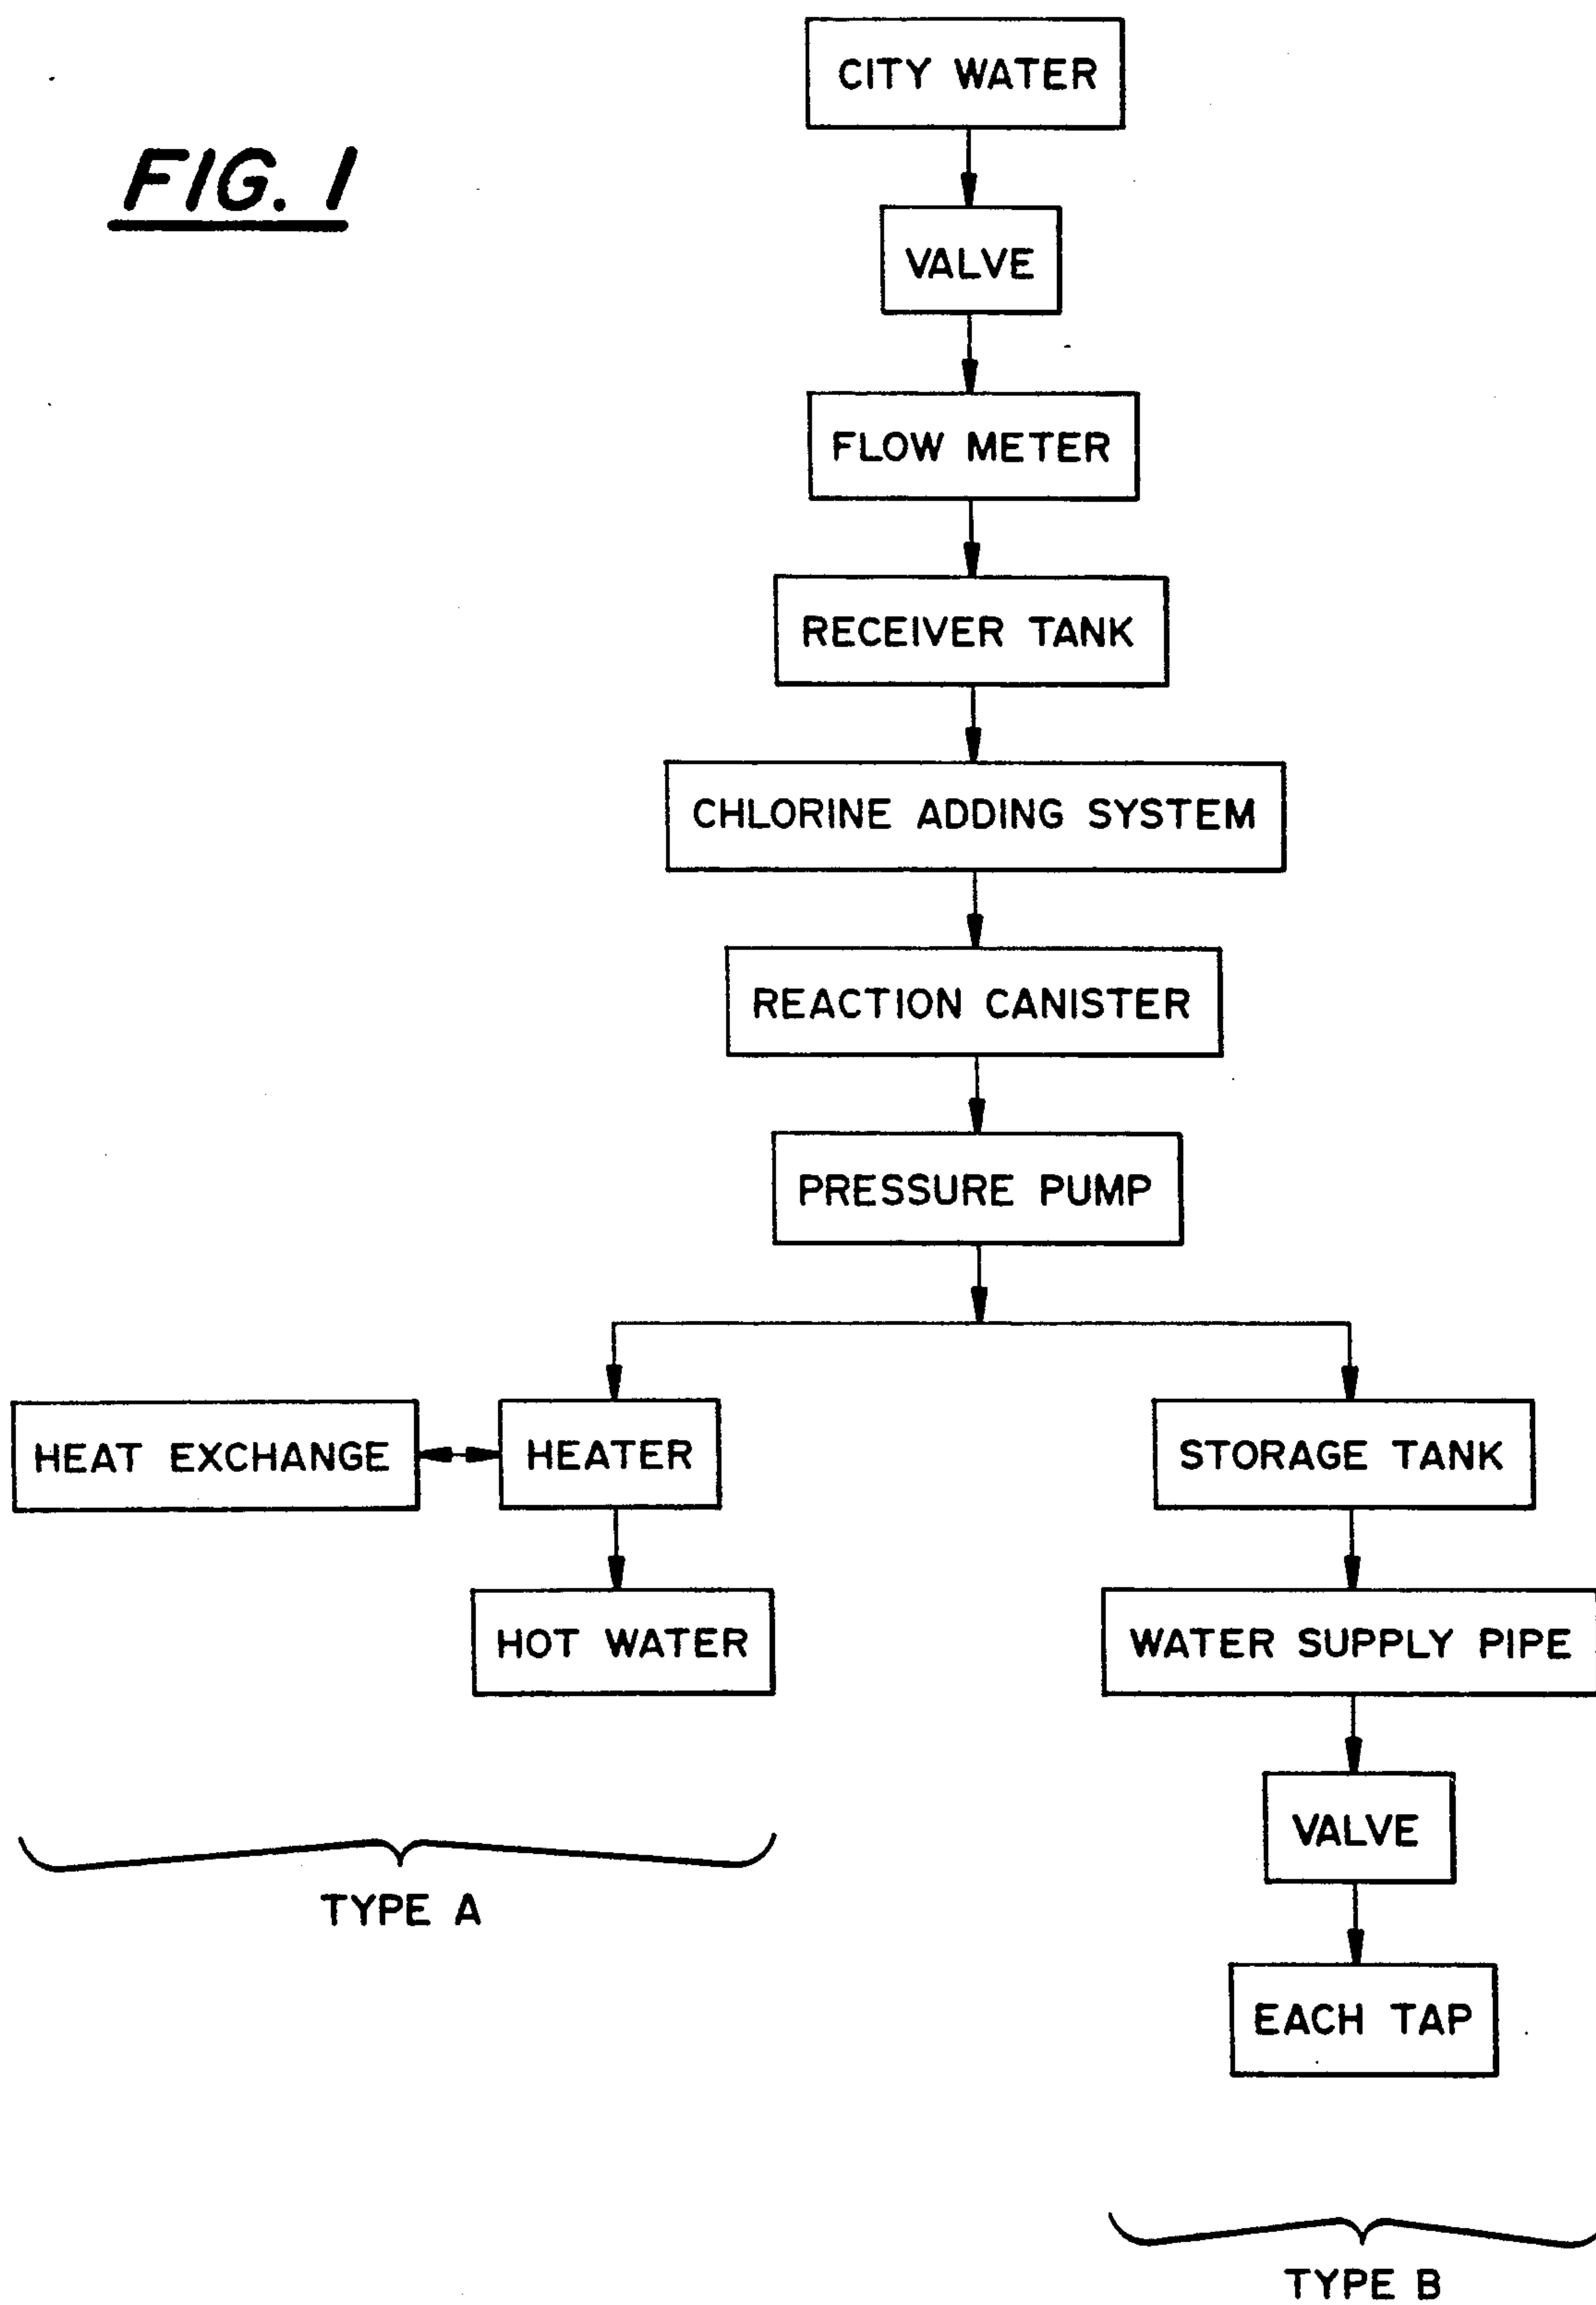 FIG. 1
CITY WATER
VALVE
FLOW METER
RECEIVER TANK
CHLORINE ADDING SYSTEM
REACTION CANISTER
PRESSURE PUMP
HEAT EXCHANGE
HEATER
STORAGE TANK
HOT WATER
WATER SUPPLY PIPE
VALVE
TYPE A
EACH TAP
TYPE B